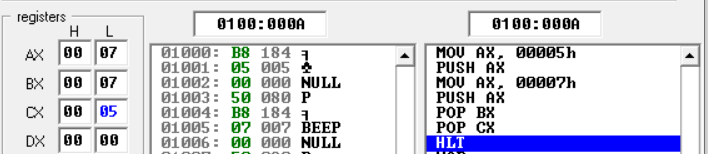 registers
H L
0100:000A
0100:000A
AX 00 07
BX 00 07
CX 00 05
DX 00 00
01000: B8 184 ╕
01001: 05 005 ♣
01002: 00 000 NULL
01003: 50 080 P
01004: B8 184 ╕
01005: 07 007 BEEP
01006: 00 000 NULL
MOV AX, 00005h
PUSH AX
MOV AX, 00007h
PUSH AX
POP BX
POP CX
HLT